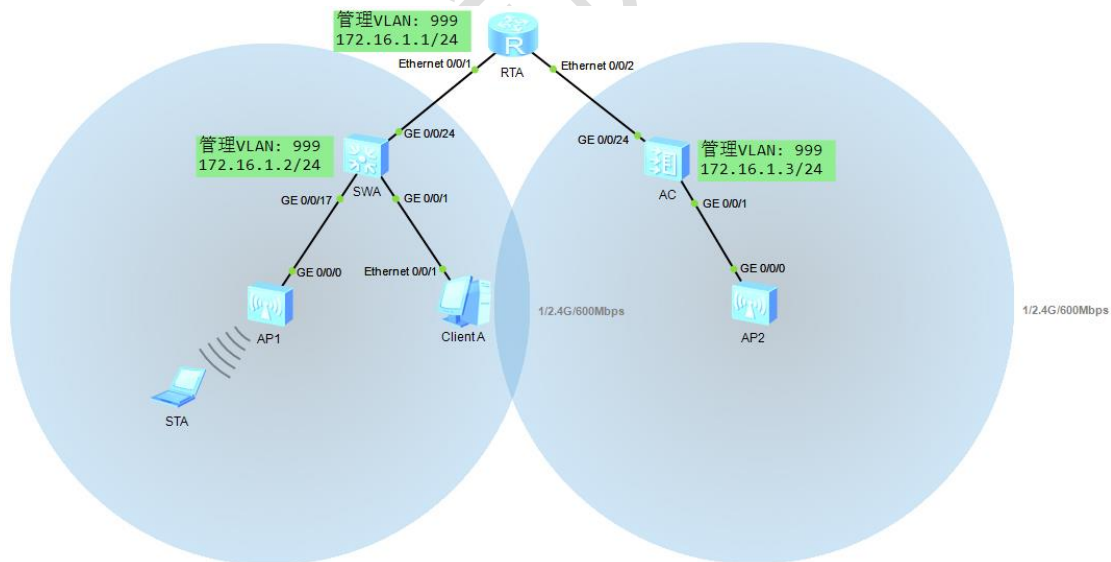 管理VLAN: 999
172.16.1.1/24
R
Ethernet 0/0/1
RTA
Ethernet 0/0/2
管理VLAN: 999
172.16.1.2/24
GE 0/0/24
SWA
GE 0/0/24
管理VLAN: 999
172.16.1.3/24
AC
GE 0/0/17
GE 0/0/1
GE 0/0/1
GE 0/0/0
Ethernet 0/0/1
GE 0/0/0
AP1
Client A
1/2.4G/600Mbps
AP2
1/2.4G/600Mbps
STA